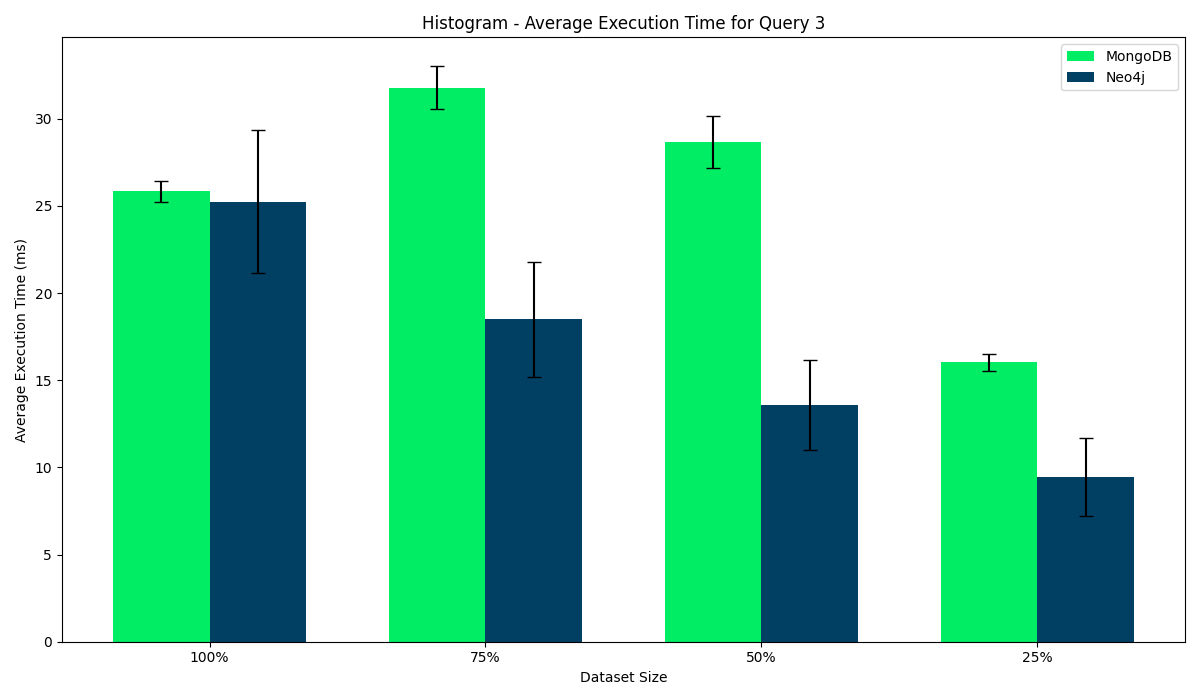 Histogram - Average Execution Time for Query 3
MongoDB
Neo4j
Average Execution Time (ms)
30
25
20
15
10
5
0
100%
75%
50%
25%
Dataset Size